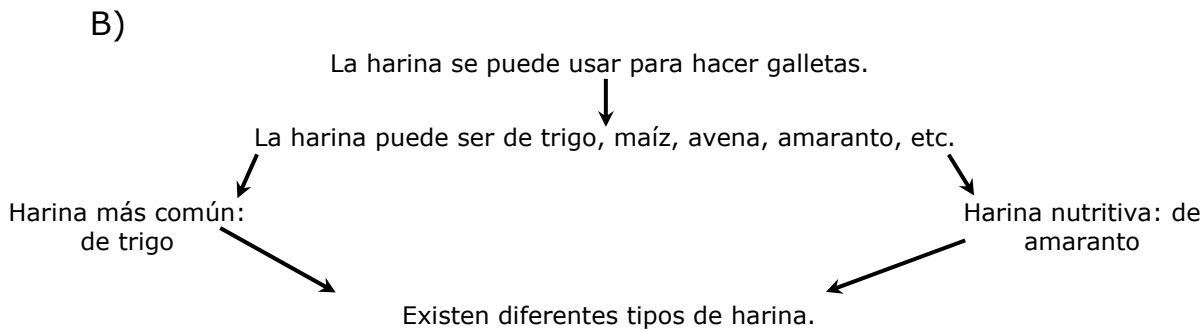 B)
La harina se puede usar para hacer galletas.
La harina puede ser de trigo, maíz, avena, amaranto, etc.
Harina más común:
de trigo
Harina nutritiva: de
amaranto
Existen diferentes tipos de harina.